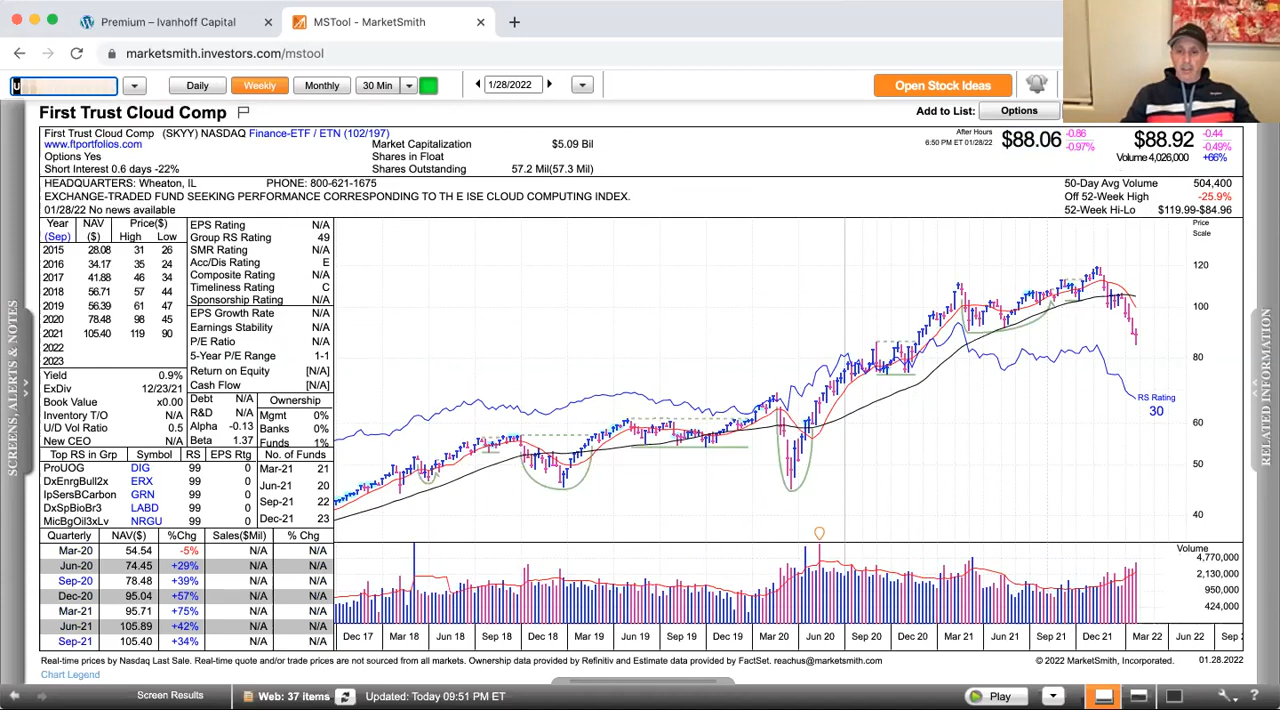 Premium – Ivanhoff Capital
MSTool - MarketSmith
marketsmith.investors.com/mstool
u
Daily
Weekly
Monthly
30 Min
1/28/2022
Open Stock Ideas
First Trust Cloud Comp
Add to List:
Options
First Trust Cloud Comp (SKYY) NASDAQ Finance-ETF / ETN (102/197)
www.ftportfolios.com
Options Yes
Short Interest 0.6 days -22%
Market Capitalization $5.09 Bil
Shares in Float
Shares Outstanding 57.2 Mil(57.3 Mil)
After Hours
6:50 PM ET 01/28/22
$88.06 -0.86 -0.97%
$88.92 -0.44 -0.49%
Volume 4,026,000 +66%
HEADQUARTERS: Wheaton, IL PHONE: 800-621-1675
EXCHANGE-TRADED FUND SEEKING PERFORMANCE CORRESPONDING TO TH E ISE CLOUD COMPUTING INDEX.
01/28/22 No news available
50-Day Avg Volume 504,400
Off 52-Week High -25.9%
52-Week Hi-Lo $119.99-$84.96
Year NAV Price($)
(Sep) ($) High Low
2015 28.08 31 26
2016 34.17 35 24
2017 41.88 46 34
2018 56.71 57 44
2019 56.39 61 47
2020 78.48 98 45
2021 105.40 119 90
2022
2023
Yield 0.9%
ExDiv 12/23/21
Book Value x0.00
Inventory T/O N/A
U/D Vol Ratio 0.5
New CEO N/A
EPS Rating N/A
Group RS Rating 49
SMR Rating N/A
Acc/Dis Rating E
Composite Rating N/A
Timeliness Rating C
Sponsorship Rating N/A
EPS Growth Rate N/A
Earnings Stability N/A
P/E Ratio N/A
5-Year P/E Range 1-1
Return on Equity [N/A]
Cash Flow [N/A]
Debt N/A
R&D N/A
Alpha -0.13
Beta 1.37
Ownership
Mgmt 0%
Banks 0%
Funds 1%
Top RS in Grp Symbol RS EPS Rtg
ProUOG DIG 99 0
DxEnrgBull2x ERX 99 0
IpSersBCarbon GRN 99 0
DxSpBioBr3 LABD 99 0
MicBgOil3xLv NRGU 99 0
No. of Funds
Mar-21 21
Jun-21 20
Sep-21 22
Dec-21 23
Quarterly NAV($) %Chg Sales($Mil) % Chg
Mar-20 54.54 -5% N/A N/A
Jun-20 74.45 +29% N/A N/A
Sep-20 78.48 +39% N/A N/A
Dec-20 95.04 +57% N/A N/A
Mar-21 95.71 +75% N/A N/A
Jun-21 105.89 +42% N/A N/A
Sep-21 105.40 +34% N/A N/A
Price
Scale
120
100
80
60
50
40
RS Rating
30
Volume
4,770,000
2,130,000
950,000
424,000
Dec 17 Mar 18 Jun 18 Sep 18 Dec 18 Mar 19 Jun 19 Sep 19 Dec 19 Mar 20 Jun 20 Sep 20 Dec 20 Mar 21 Jun 21 Sep 21 Dec 21 Mar 22 Jun 22 Sep
SCREENS, ALERTS & NOTES
RELATED INFORMATION
Real-time prices by Nasdaq Last Sale. Real-time quote and/or trade prices are not sourced from all markets. Ownership data provided by Refinitiv and Estimate data provided by FactSet. reachus@marketsmith.com
© 2022 MarketSmith, Incorporated.
01.28.2022
Chart Legend
Screen Results
Web: 37 items
Updated: Today 09:51 PM ET
Play
?